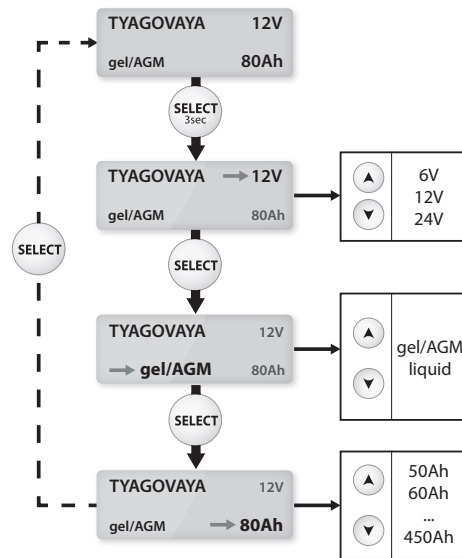 TYAGOVAYA 12V
gel/AGM 80Ah
SELECT
3sec
TYAGOVAYA 12V
gel/AGM 80Ah
6V
12V
24V
SELECT
SELECT
TYAGOVAYA 12V
gel/AGM 80Ah
gel/AGM
liquid
SELECT
TYAGOVAYA 12V
gel/AGM 80Ah
50Ah
60Ah
...
450Ah